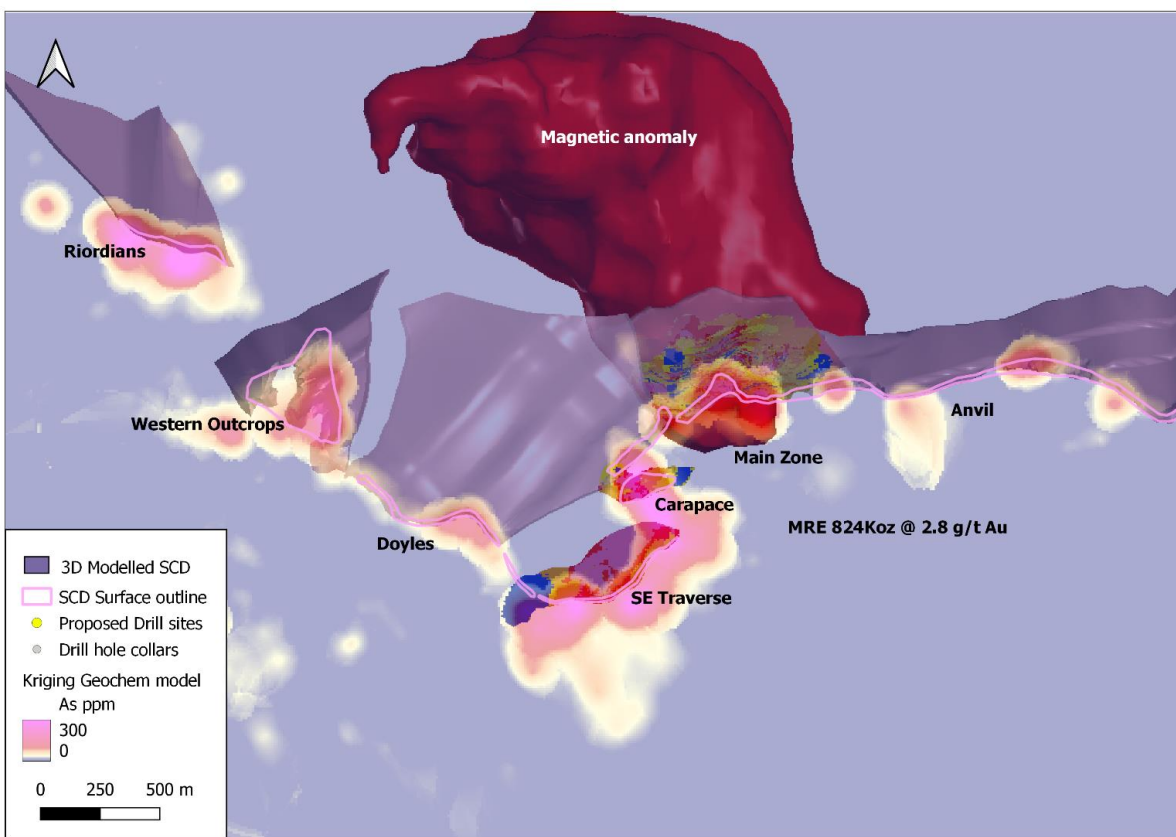 Magnetic anomaly
Riordians
Western Outcrops
Anvil
Main Zone
Carapace
MRE 824Koz @ 2.8 g/t Au
Doyles
SE Traverse
3D Modelled SCD
SCD Surface outline
Proposed Drill sites
Drill hole collars
Kriging Geochem model
As ppm
300
0
0 250 500 m